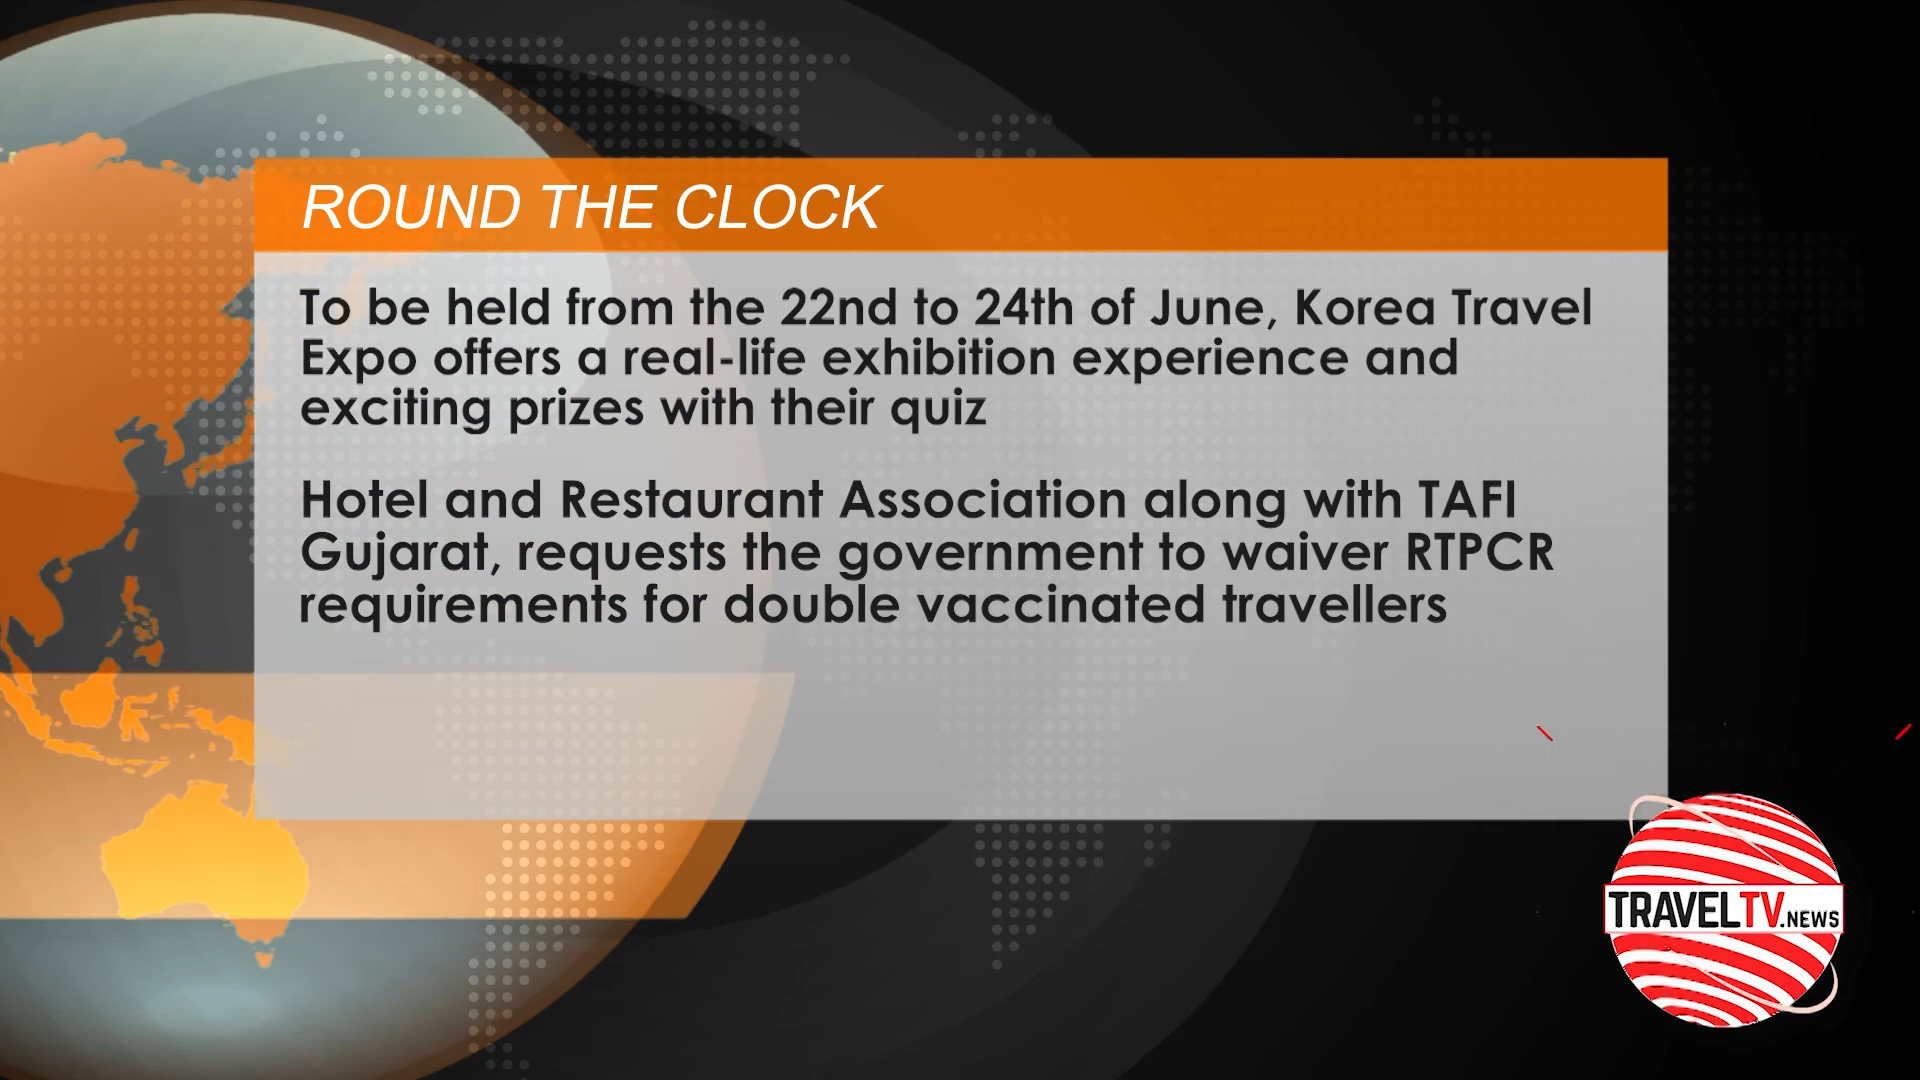 ROUND THE CLOCK
To be held from the 22nd to 24th of June, Korea Travel
Expo offers a real-life exhibition experience and
exciting prizes with their quiz
Hotel and Restaurant Association along with TAFI
Gujarat, requests the government to waiver RTPCR
requirements for double vaccinated travellers
TRAVELTV.NEWS